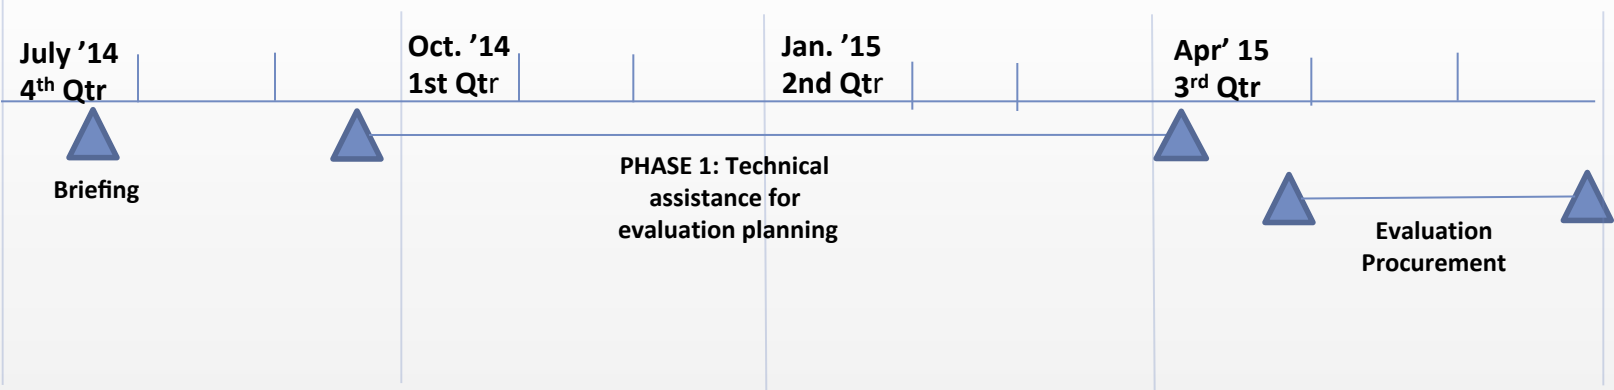 July ’14
4th Qtr
Oct. ’14
1st Qtr
Jan. ’15
2nd Qtr
Apr’ 15
3rd Qtr
Briefing
PHASE 1: Technical
assistance for
evaluation planning
Evaluation
Procurement